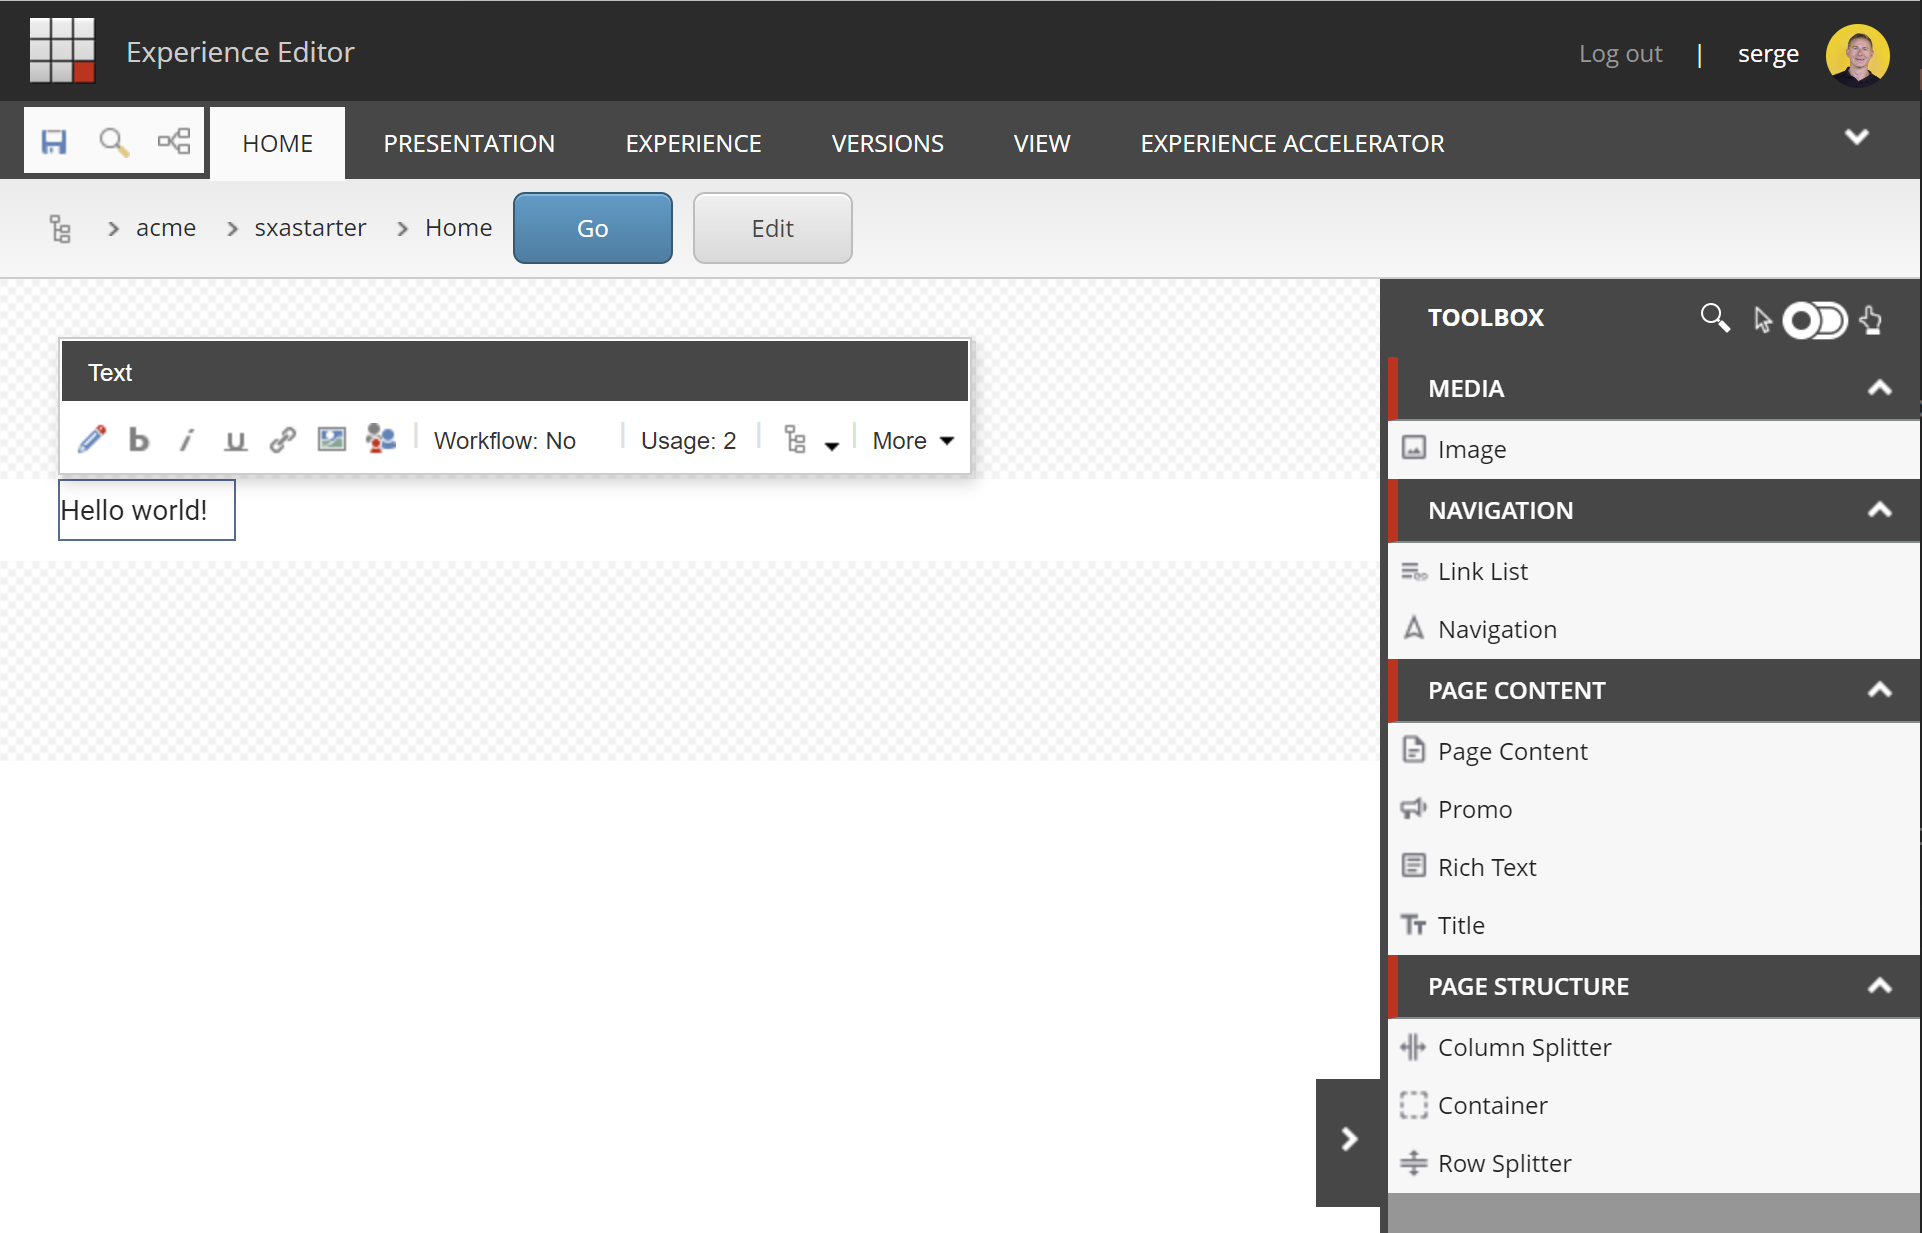 Experience Editor
Log out | serge
HOME PRESENTATION EXPERIENCE VERSIONS VIEW EXPERIENCE ACCELERATOR
acme sxastarter Home Go Edit
Text
b i u Workflow: No Usage: 2 More
Hello world!
TOOLBOX
MEDIA
Image
NAVIGATION
Link List
Navigation
PAGE CONTENT
Page Content
Promo
Rich Text
Title
PAGE STRUCTURE
Column Splitter
Container
Row Splitter